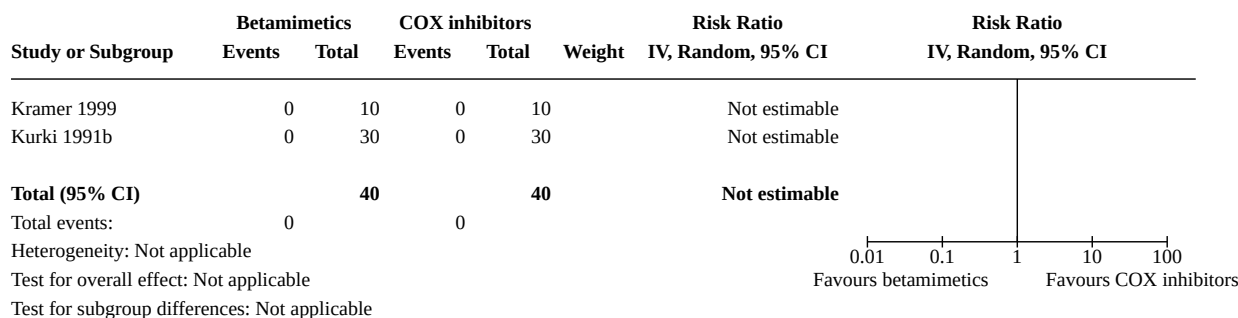 Betamimetics COX inhibitors Risk Ratio Risk Ratio
Study or Subgroup Events Total Events Total Weight IV, Random, 95% CI IV, Random, 95% CI
Kramer 1999 0 10 0 10 Not estimable
Kurki 1991b 0 30 0 30 Not estimable
Total (95% CI) 40 40 Not estimable
Total events: 0 0
Heterogeneity: Not applicable
0.01 0.1 1 10 100
Test for overall effect: Not applicable Favours betamimetics Favours COX inhibitors
Test for subgroup differences: Not applicable